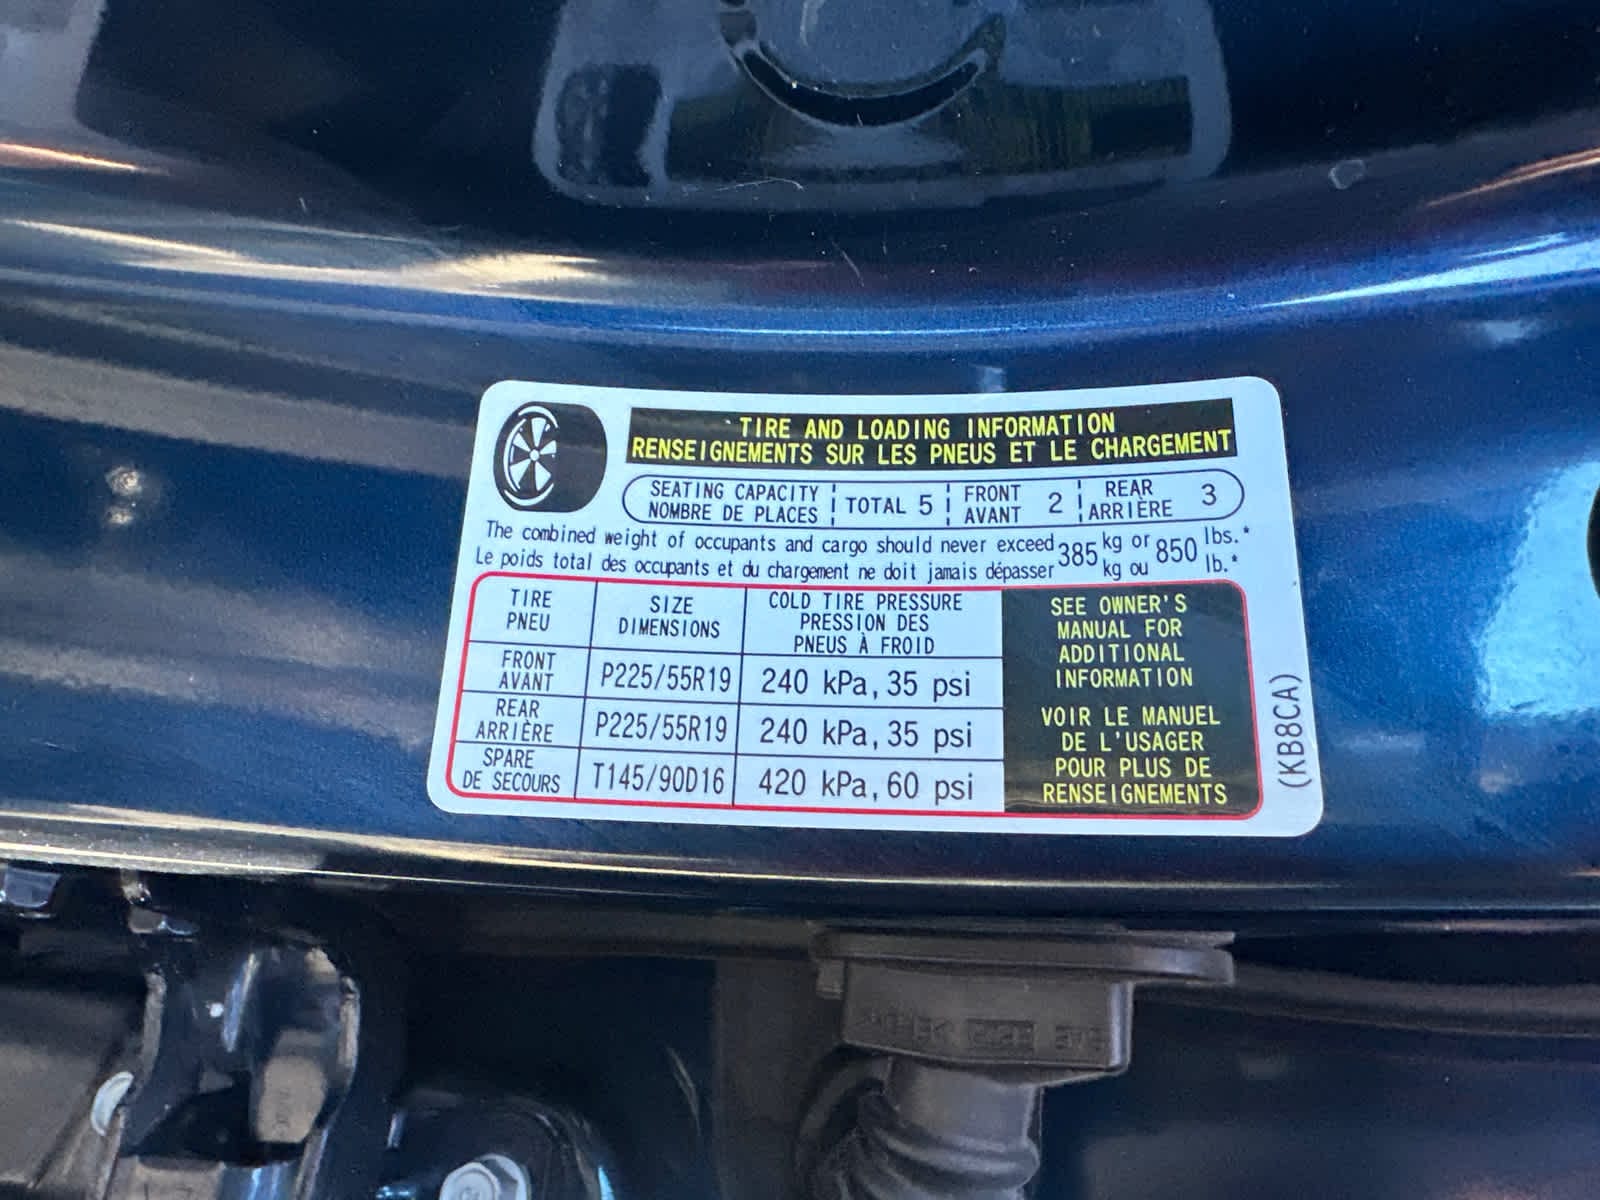 TIRE AND LOADING INFORMATION
RENSEIGNEMENTS SUR LES PNEUS ET LE CHARGEMENT
SEATING CAPACITY TOTAL 5 FRONT 2 REAR 3
NOMBRE DE PLACES AVANT ARRIÈRE
The combined weight of occupants and cargo should never exceed 385 kg or 850 lbs.*
Le poids total des occupants et du chargement ne doit jamais dépasser kg ou lb.*
TIRE
PNEU
SIZE
DIMENSIONS
COLD TIRE PRESSURE
PRESSION DES
PNEUS À FROID
FRONT
AVANT
P225/55R19
240 kPa, 35 psi
REAR
ARRIÈRE
P225/55R19
240 kPa, 35 psi
SPARE
DE SECOURS
T145/90D16
420 kPa, 60 psi
SEE OWNER'S
MANUAL FOR
ADDITIONAL
INFORMATION
VOIR LE MANUEL
DE L'USAGER
POUR PLUS DE
RENSEIGNEMENTS
(KB8CA)